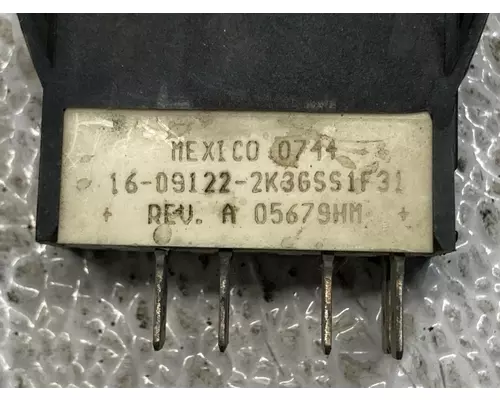 MEXICO 0744
16-09122-2K3GSS1F31
REV. A 05679HM